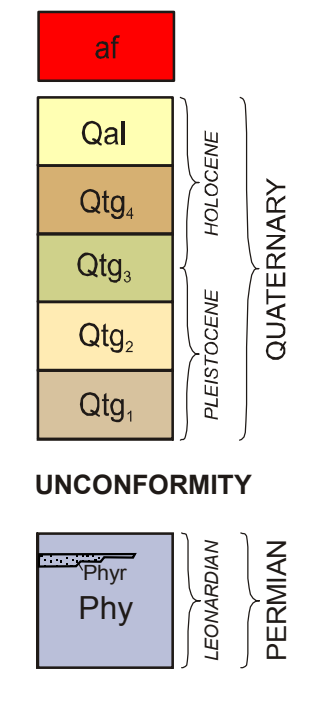 af
Qal
Qtg4
Qtg3
Qtg2
Qtg1
HOLOCENE
PLEISTOCENE
QUATERNARY
UNCONFORMITY
Phyr
Phy
LEONARDIAN
PERMIAN